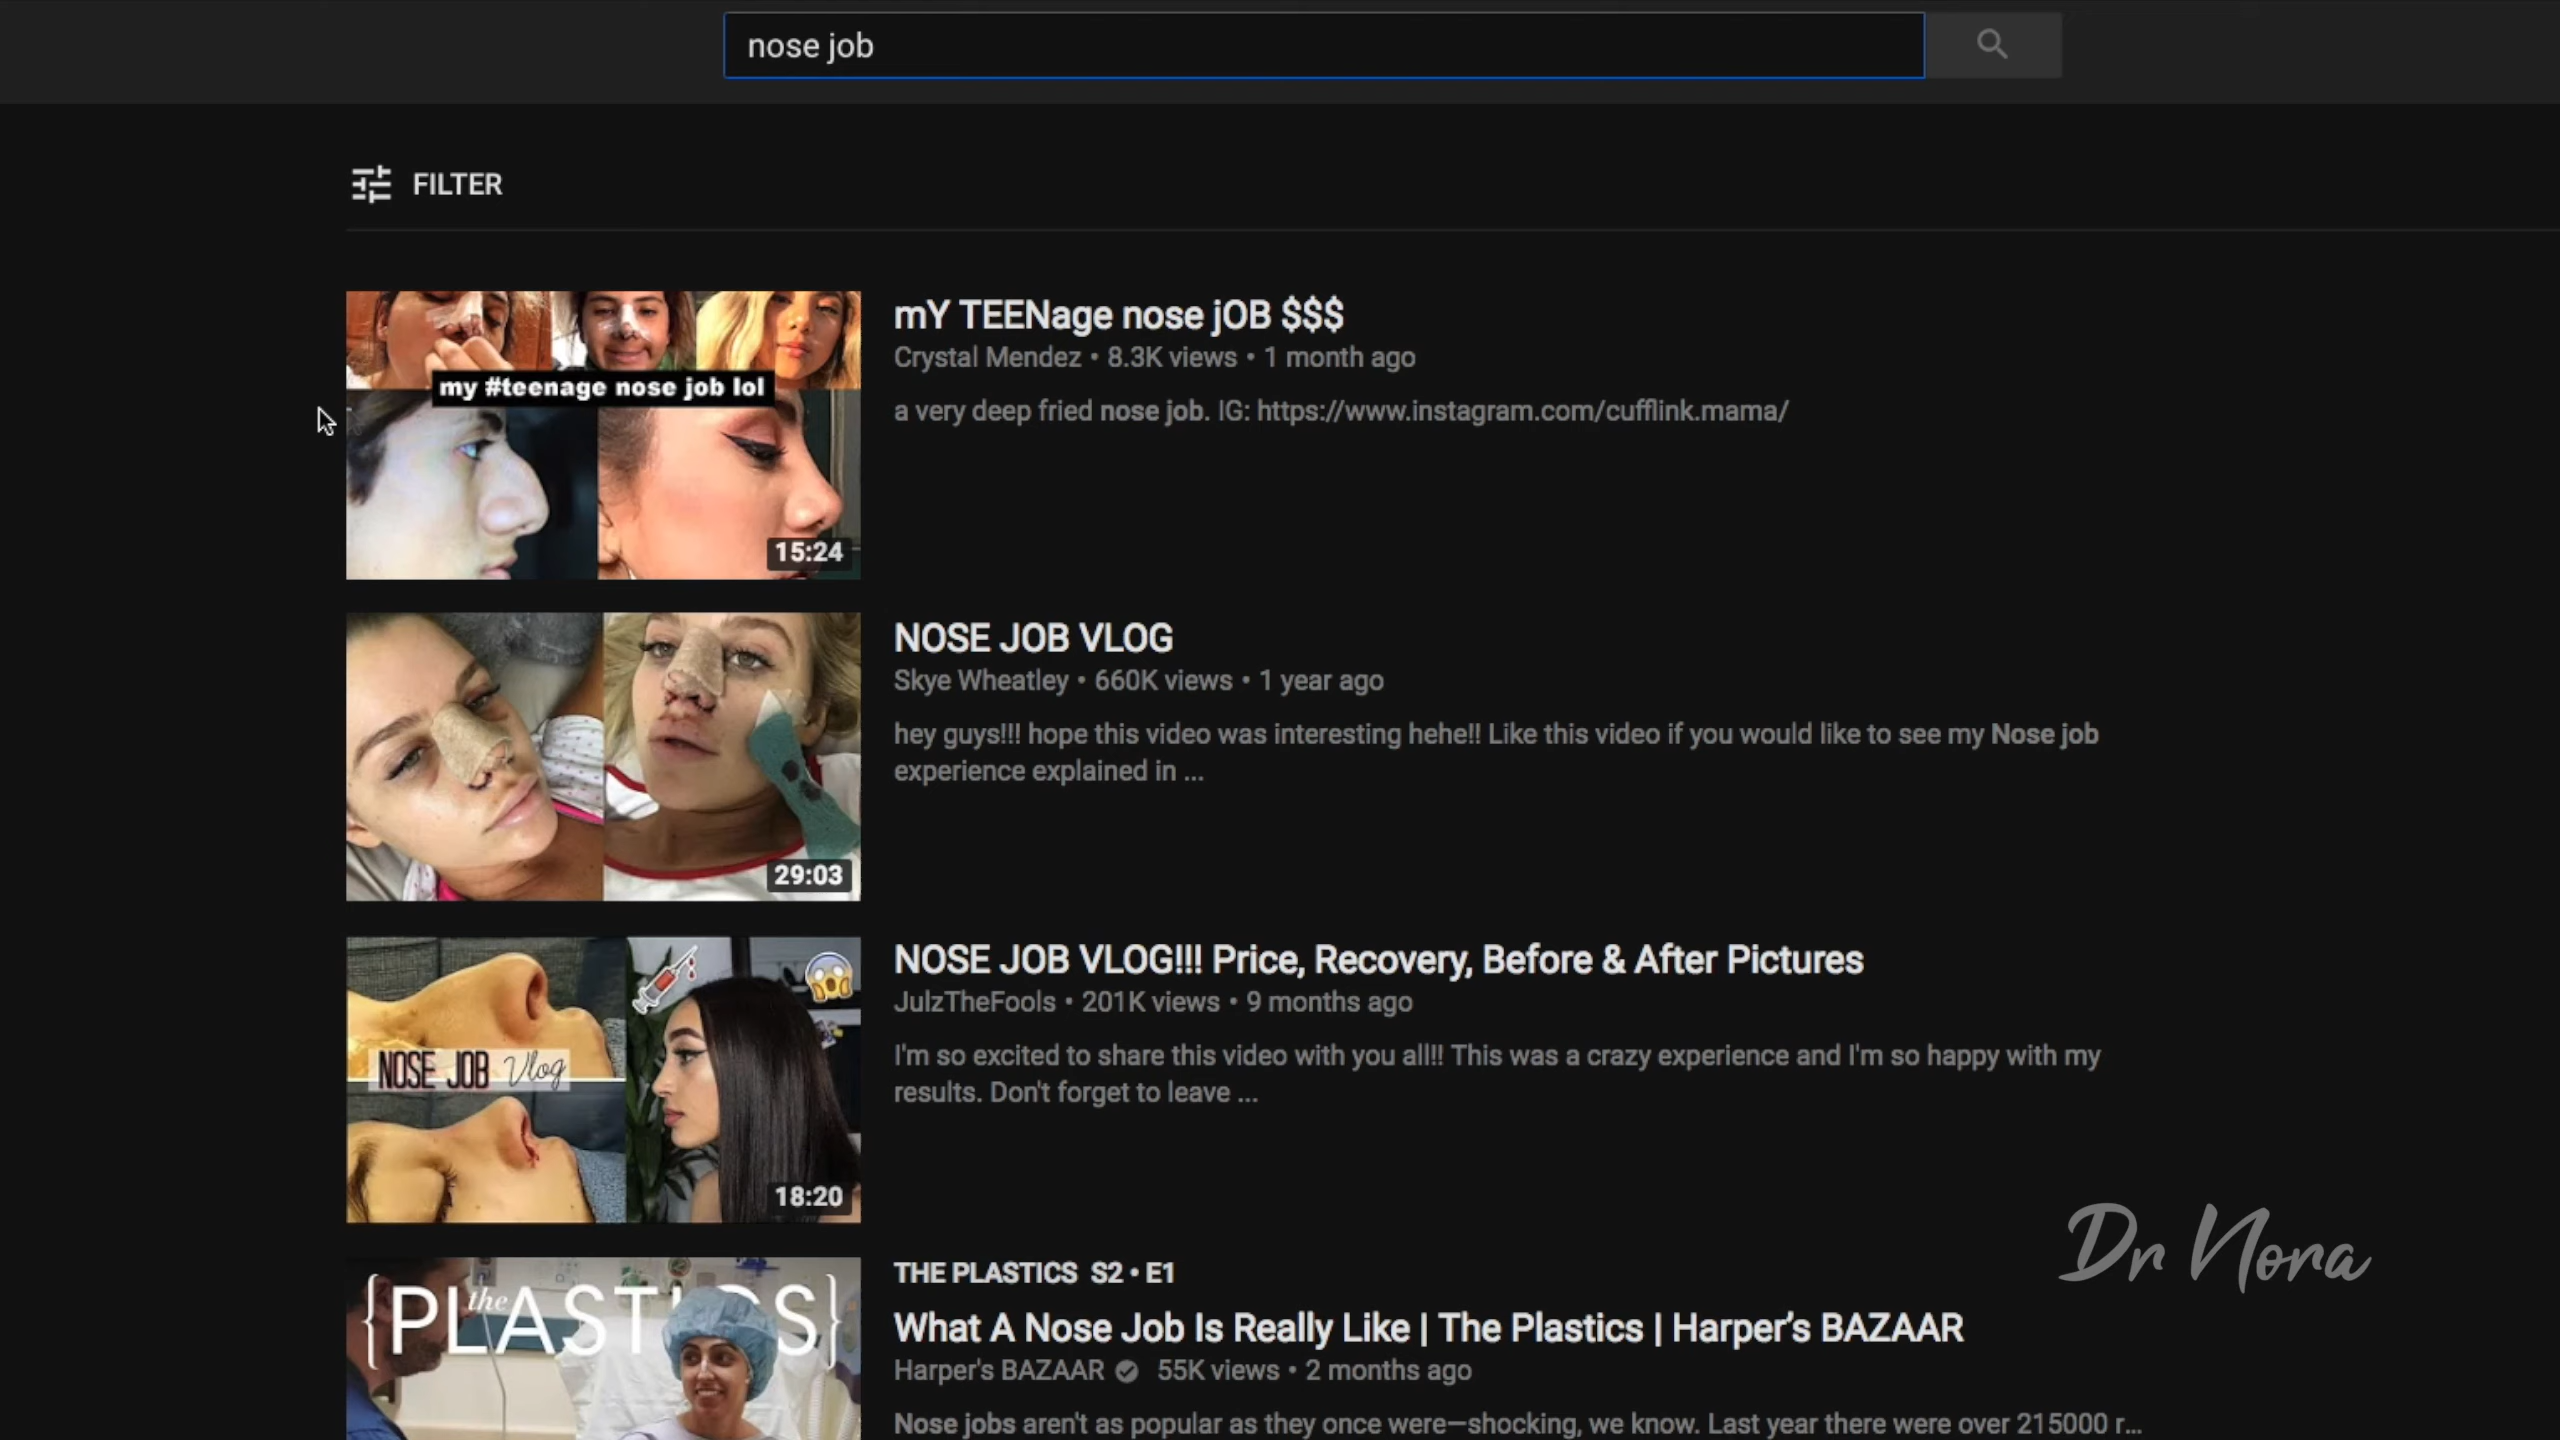 nose job
FILTER
my #teenage nose job lol
15:24
mY TEENage nose jOB $$$
Crystal Mendez • 8.3K views • 1 month ago
a very deep fried nose job. IG: https://www.instagram.com/cufflink.mama/
29:03
NOSE JOB VLOG
Skye Wheatley • 660K views • 1 year ago
hey guys!!! hope this video was interesting hehe!! Like this video if you would like to see my Nose job
experience explained in ...
NOSE JOB Vlog
18:20
NOSE JOB VLOG!!! Price, Recovery, Before & After Pictures
JulzTheFools • 201K views • 9 months ago
I'm so excited to share this video with you all!! This was a crazy experience and I'm so happy with my
results. Don't forget to leave ...
Dr Nora
{the PLASTICS}
THE PLASTICS S2 • E1
What A Nose Job Is Really Like | The Plastics | Harper's BAZAAR
Harper's BAZAAR 55K views • 2 months ago
Nose jobs aren't as popular as they once were—shocking, we know. Last year there were over 215000 r...